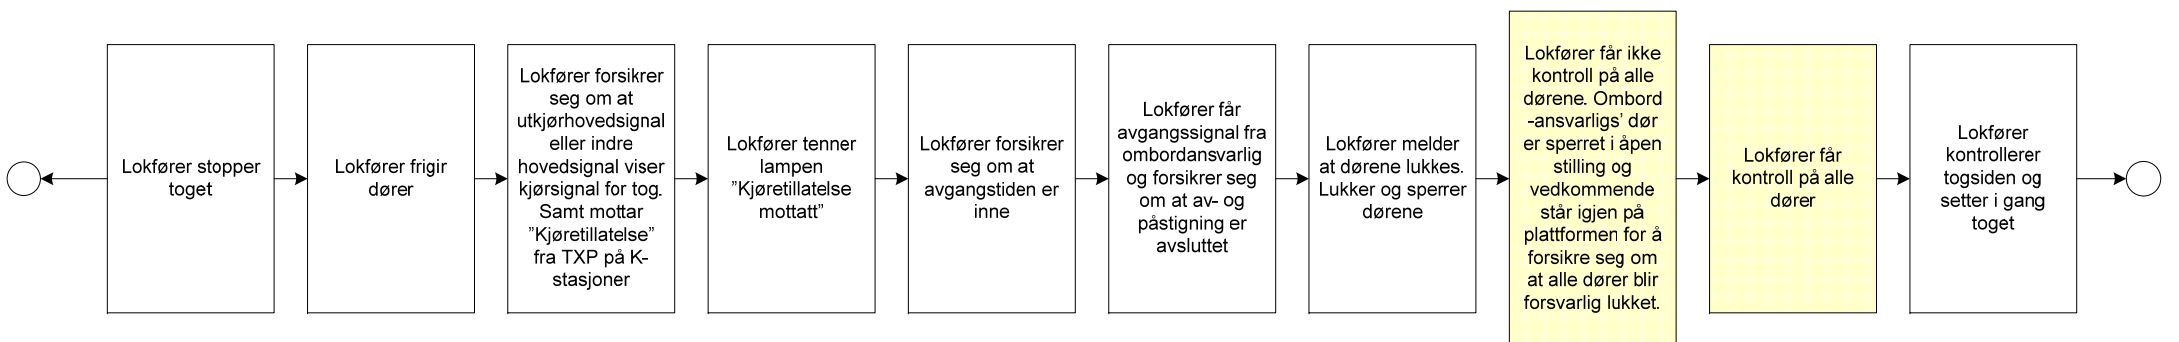 Lokfører stopper
toget
Lokfører frigir
dører
Lokfører forsikrer
seg om at
utkjørhovedsignal
eller indre
hovedsignal viser
kjørsignal for tog.
Samt mottar
”Kjøretillatelse”
fra TXP på K-
stasjoner
Lokfører tenner
lampen
”Kjøretillatelse
mottatt”
Lokfører forsikrer
seg om at
avgangstiden er
inne
Lokfører får
avgangssignal fra
ombordansvarlig
og forsikrer seg
om at av- og
påstigning er
avsluttet
Lokfører melder
at dørene lukkes.
Lukker og sperrer
dørene
Lokfører får ikke
kontroll på alle
dørene. Ombord
-ansvarligs’ dør
er sperret i åpen
stilling og
vedkommende
står igjen på
plattformen for å
forsikre seg om
at alle dører blir
forsvarlig lukket.
Lokfører får
kontroll på alle
dører
Lokfører
kontrollerer
togsiden og
setter i gang
toget